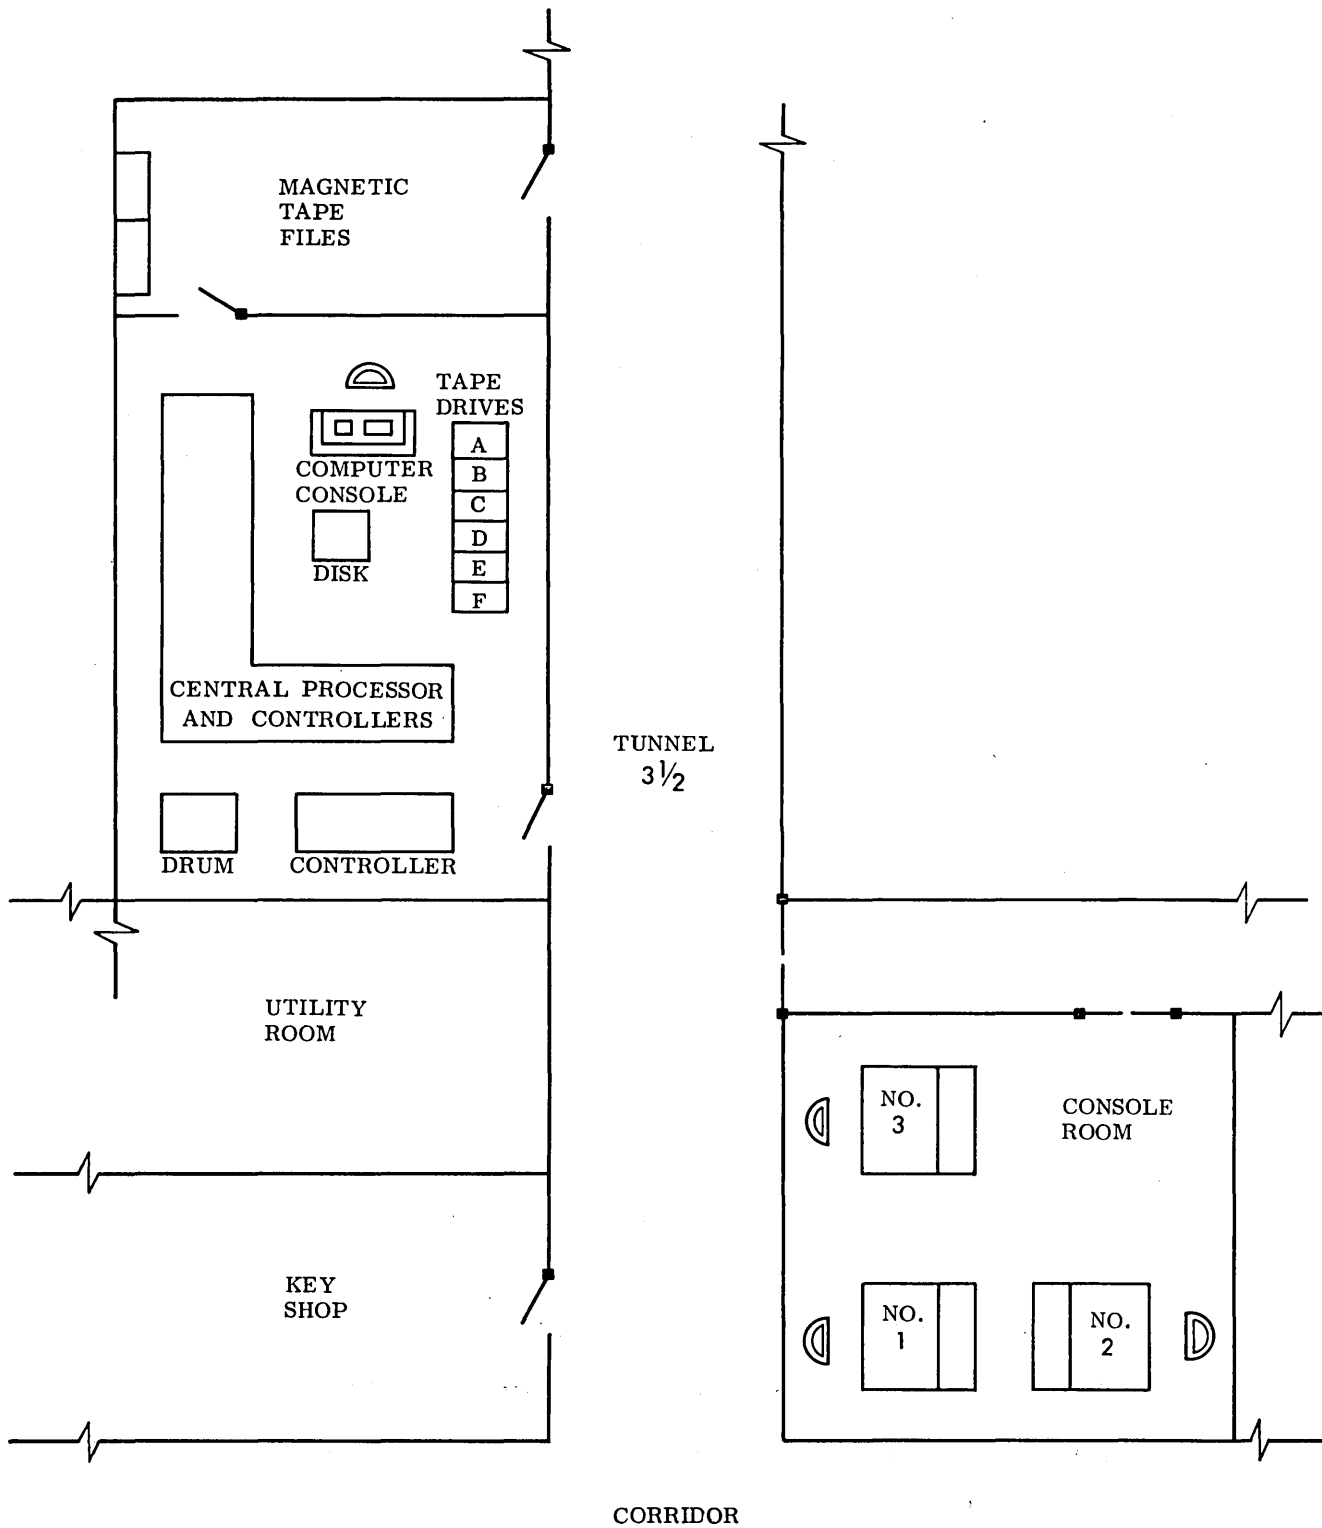 MAGNETIC
TAPE
FILES
TAPE
DRIVES
A
B
C
D
E
F
COMPUTER
CONSOLE
DISK
CENTRAL PROCESSOR
AND CONTROLLERS
TUNNEL
3½
DRUM
CONTROLLER
UTILITY
ROOM
NO.
3
CONSOLE
ROOM
KEY
SHOP
NO.
1
NO.
2
CORRIDOR